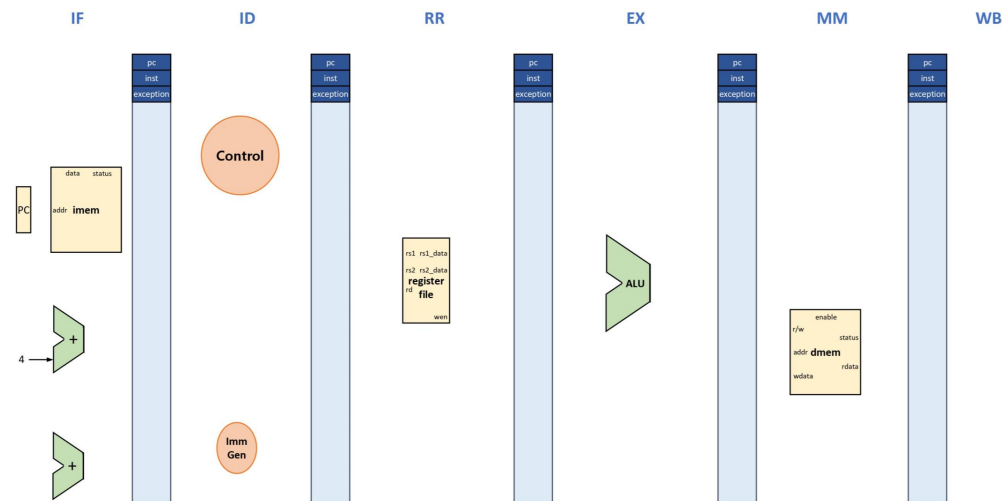 IF
ID
RR
EX
MM
WB
pc
inst
exception
pc
inst
exception
pc
inst
exception
pc
inst
exception
pc
inst
exception
PC
data status
addr imem
4
+
+
Control
Imm
Gen
rs1 rs1_data
rs2 rs2_data
register
rd file
wen
ALU
enable
r/w
status
addr dmem
rdata
wdata